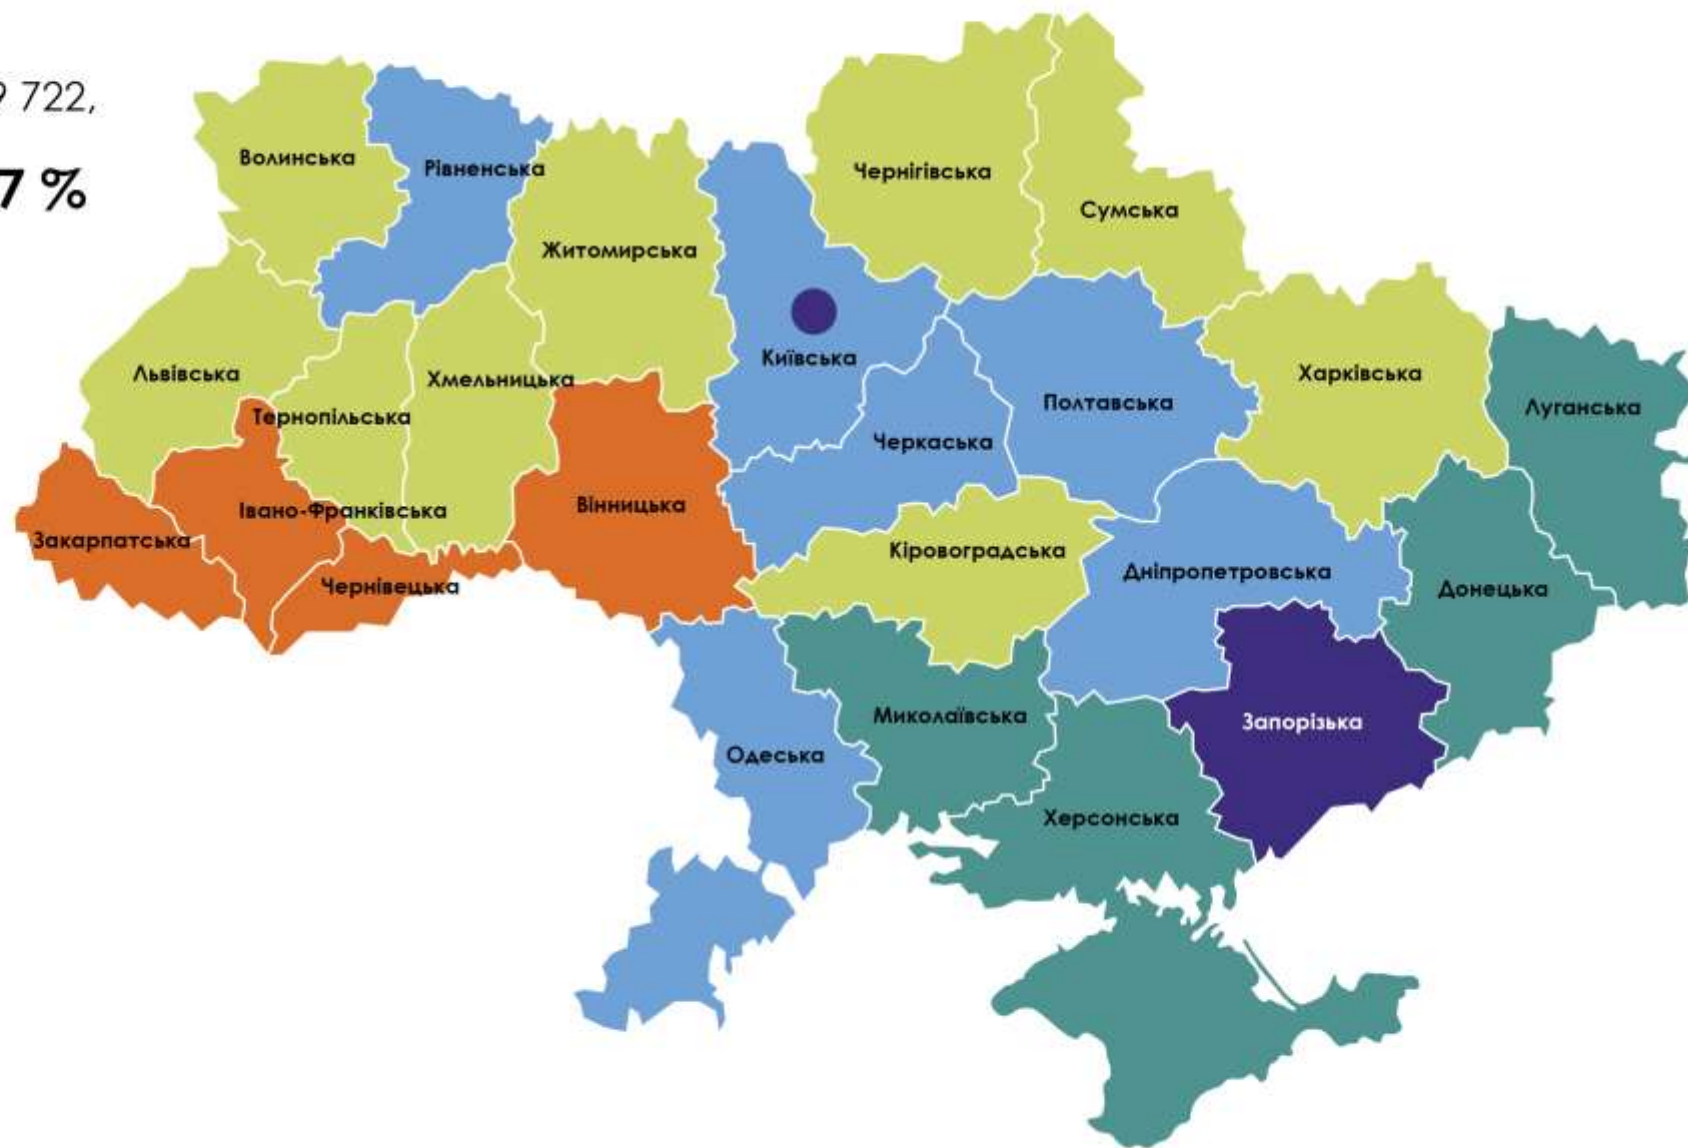 9 722,
7 %
Волинська
Рівненська
Житомирська
Чернігівська
Сумська
Київська
Львівська
Тернопільська
Хмельницька
Черкаська
Полтавська
Харківська
Луганська
Закарпатська
Івано-Франківська
Чернівецька
Вінницька
Кіровоградська
Дніпропетровська
Донецька
Одеська
Миколаївська
Запорізька
Херсонська